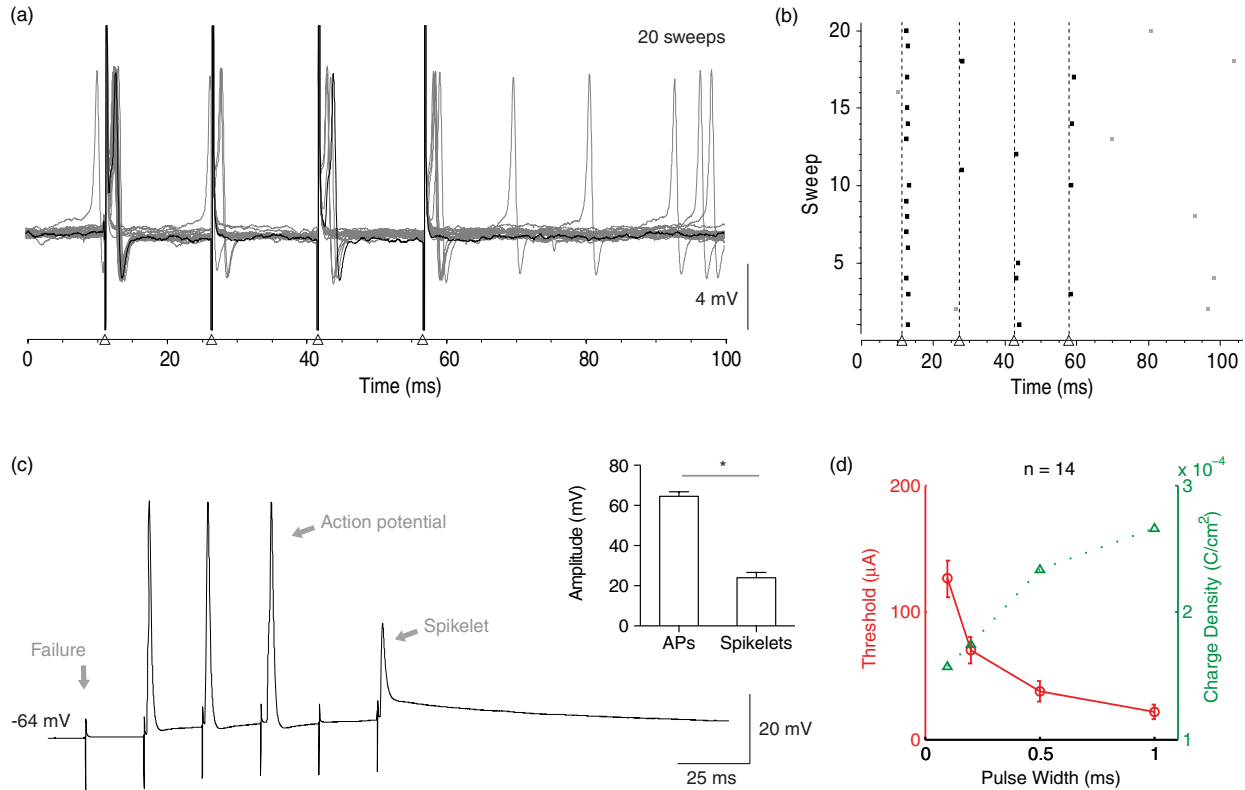 (a)
20 sweeps
4 mV
0 20 40 60 80 100
Time (ms)
(b)
20
15
10
5
Sweep
0 20 40 60 80 100
Time (ms)
(c)
Failure
Action potential
Spikelet
-64 mV
20 mV
25 ms
80
60
40
20
0
Amplitude (mV)
*
APs Spikelets
(d)
n = 14
x 10⁻⁴
200
100
0
Threshold (μA)
3
2
1
Charge Density (C/cm²)
0 0.5 1
Pulse Width (ms)